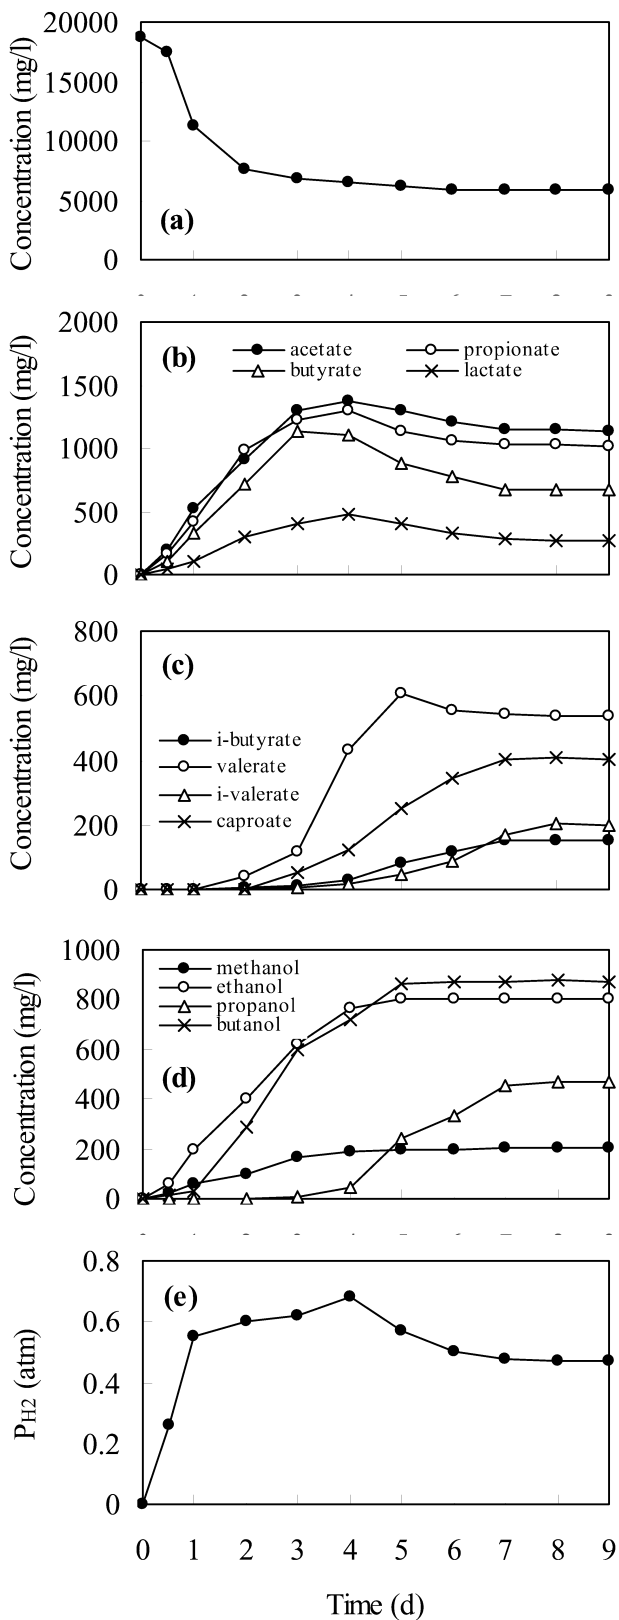 20000
15000
10000
5000
0
Concentration (mg/l)
(a)
2000
1500
1000
500
0
Concentration (mg/l)
(b)
acetate propionate
butyrate lactate
800
600
400
200
0
Concentration (mg/l)
(c)
i-butyrate
valerate
i-valerate
caproate
1000
800
600
400
200
0
Concentration (mg/l)
methanol
ethanol
propanol
butanol
(d)
0.8
0.6
0.4
0.2
0
PH2 (atm)
(e)
0 1 2 3 4 5 6 7 8 9
Time (d)